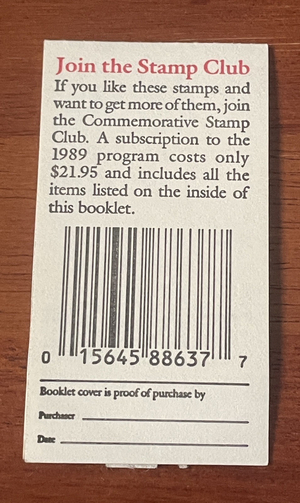 Join the Stamp Club
If you like these stamps and
want to get more of them, join
the Commemorative Stamp
Club. A subscription to the
1989 program costs only
$21.95 and includes all the
items listed on the inside of
this booklet.
0 15645 88637 7
Booklet cover is proof of purchase by
Purchaser
Date